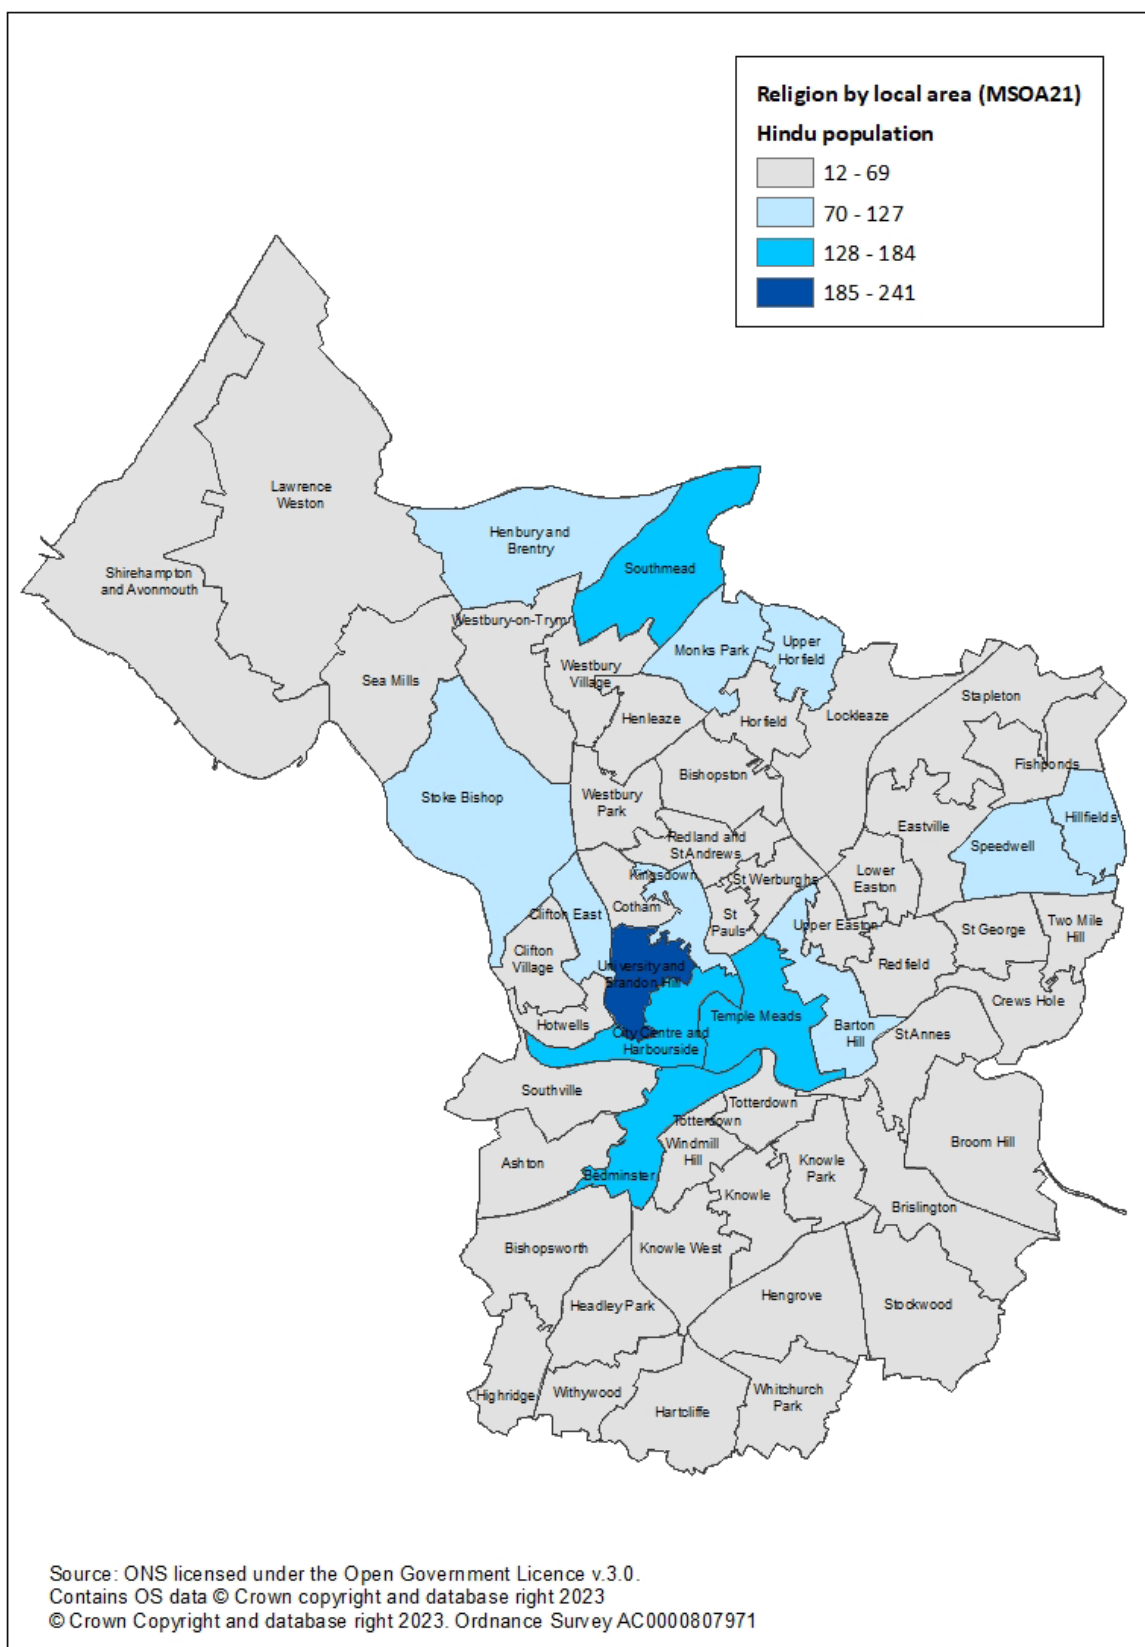 Religion by local area (MSOA21)
Hindu population
12 - 69
70 - 127
128 - 184
185 - 241
Lawrence
Weston
Henbury and
Brentry
Southmead
Shirehampton
and Avonmouth
Westbury-on-Trym
Monks Park
Upper
Horfield
Westbury
Village
Sea Mills
Stapleton
Henleaze
Horfield
Lockleaze
Fishponds
Bishopston
Stoke Bishop
Westbury
Park
Hillfields
Eastville
Speedwell
Redland and
St Andrews
Kingsdown
St Werburghs
Lower
Easton
Cotham
Clifton East
St
Pauls
Upper Easton
St George
Two Mile
Hill
Clifton
Village
University and
Brandon Hill
Redfield
Crews Hole
Hotwells
Temple Meads
City Centre and
Harbourside
Barton
Hill
St Annes
Southville
Totterdown
Totterdown
Windmill
Hill
Broom Hill
Ashton
Bedminster
Knowle
Park
Knowle
Brislington
Bishopsworth
Knowle West
Headley Park
Hengrove
Stockwood
Highridge
Withywood
Hartcliffe
Whitchurch
Park
Source: ONS licensed under the Open Government Licence v.3.0.
Contains OS data © Crown copyright and database right 2023
© Crown Copyright and database right 2023. Ordnance Survey AC0000807971